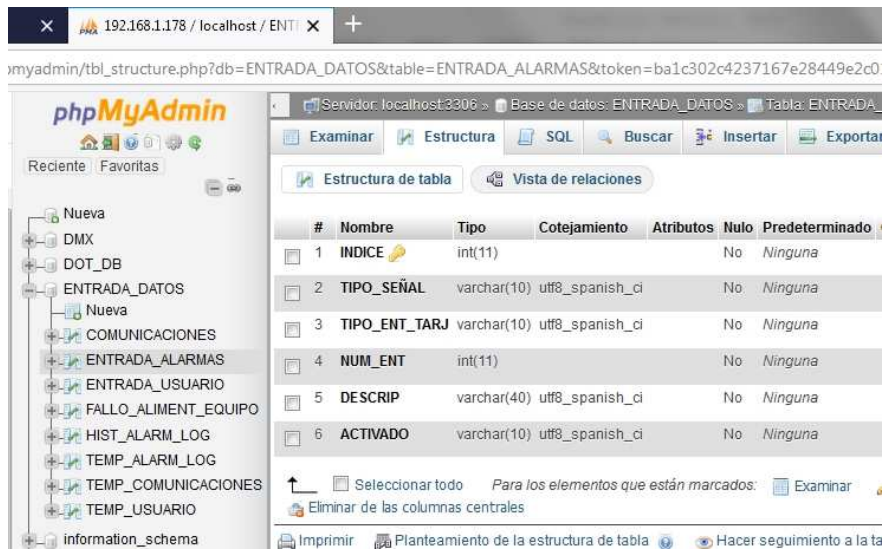 192.168.1.178 / localhost / ENT
myadmin/tbl_structure.php?db=ENTRADA_DATOS&table=ENTRADA_ALARMAS&token=ba1c302c4237167e28449e2c0
phpMyAdmin
Reciente Favoritas
Nueva
DMX
DOT_DB
ENTRADA_DATOS
Nueva
COMUNICACIONES
ENTRADA_ALARMAS
ENTRADA_USUARIO
FALLO_ALIMENT_EQUIPO
HIST_ALARM_LOG
TEMP_ALARM_LOG
TEMP_COMUNICACIONES
TEMP_USUARIO
information_schema
Servidor: localhost:3306 » Base de datos: ENTRADA_DATOS » Tabla: ENTRADA_
Examinar Estructura SQL Buscar Insertar Exportar
Estructura de tabla Vista de relaciones
# Nombre Tipo Cotejamiento Atributos Nulo Predeterminado
1 INDICE int(11) No Ninguna
2 TIPO_SEÑAL varchar(10) utf8_spanish_ci No Ninguna
3 TIPO_ENT_TARJ varchar(10) utf8_spanish_ci No Ninguna
4 NUM_ENT int(11) No Ninguna
5 DESCRIP varchar(40) utf8_spanish_ci No Ninguna
6 ACTIVADO varchar(10) utf8_spanish_ci No Ninguna
Seleccionar todo Para los elementos que están marcados: Examinar
Eliminar de las columnas centrales
Imprimir Planteamiento de la estructura de tabla Hacer seguimiento a la ta